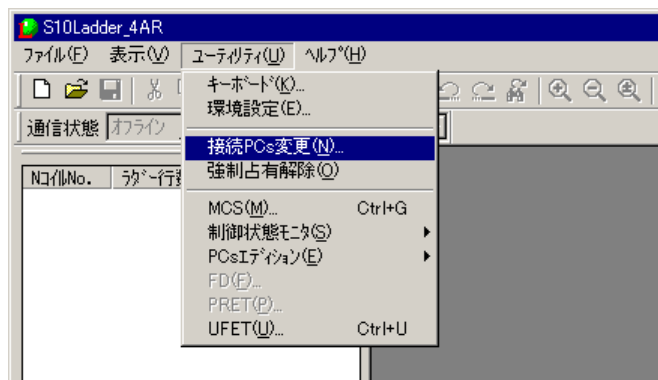 S10Ladder_4AR
ﾌｧｲﾙ(F) 表示(V) ﾕｰﾃｨﾘﾃｨ(U) ﾍﾙﾌﾟ(H)
ｷｰﾎﾞｰﾄﾞ(K)...
環境設定(E)...
通信状態 ｵﾌﾗｲﾝ
接続PCs変更(N)...
強制占有解除(O)
NｺｲﾙNo. ﾗﾀﾞｰ行
MCS(M)... Ctrl+G
制御状態ﾓﾆﾀ(S)
PCsｴﾃﾞｨｼｮﾝ(E)
FD(F)...
PRET(P)...
UFET(U)... Ctrl+U